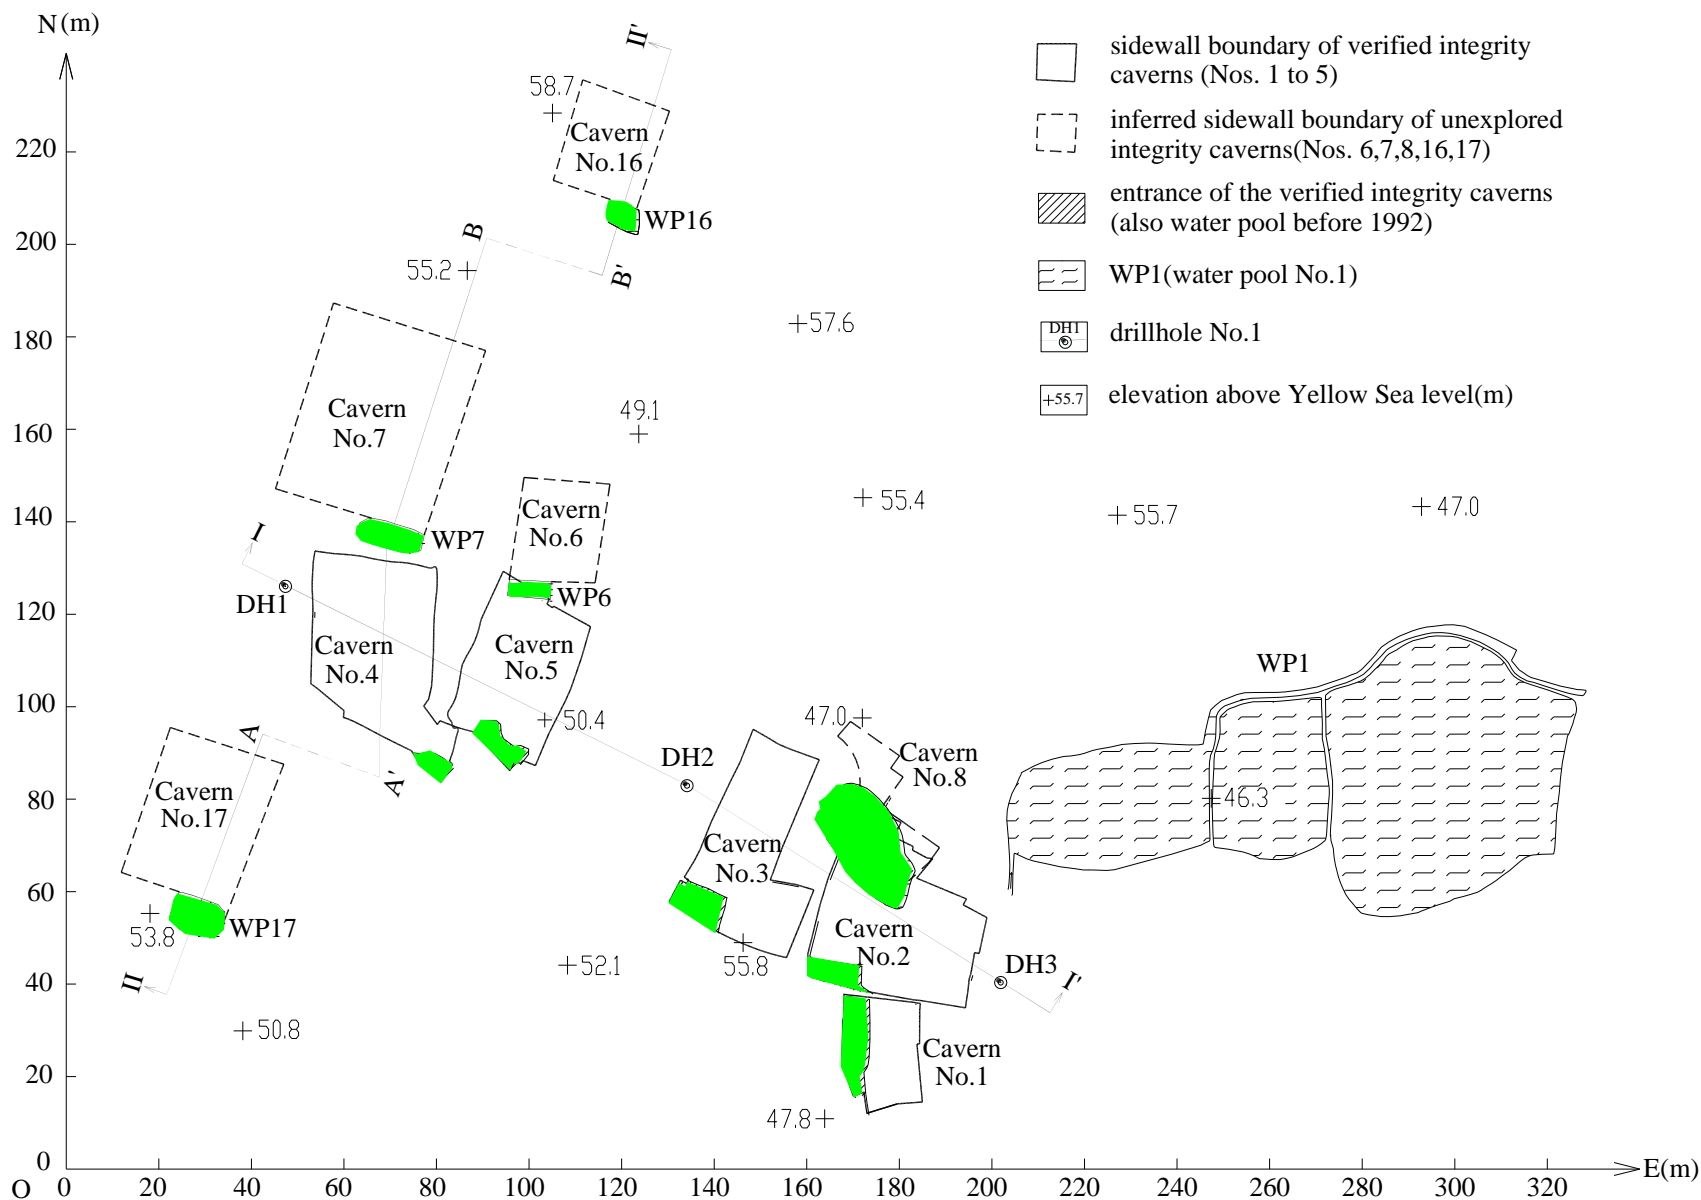 N(m)
II'
58.7
Cavern
No.16
220
WP16
200
B
B'
55.2
180
57.6
Cavern
No.7
49.1
160
55.4
55.7
47.0
140
Cavern
No.6
I
WP7
WP6
120
DH1
Cavern
No.4
Cavern
No.5
WP1
100
50.4
47.0
A
A'
DH2
Cavern
No.8
80
Cavern
No.17
46.3
Cavern
No.3
60
53.8
WP17
Cavern
No.2
55.8
52.1
DH3
I'
II
40
50.8
Cavern
No.1
20
47.8
0
O
0 20 40 60 80 100 120 140 160 180 200 220 240 260 280 300 320
E(m)
sidewall boundary of verified integrity
caverns (Nos. 1 to 5)
inferred sidewall boundary of unexplored
integrity caverns(Nos. 6,7,8,16,17)
entrance of the verified integrity caverns
(also water pool before 1992)
WP1(water pool No.1)
DH1
drillhole No.1
+55.7
elevation above Yellow Sea level(m)